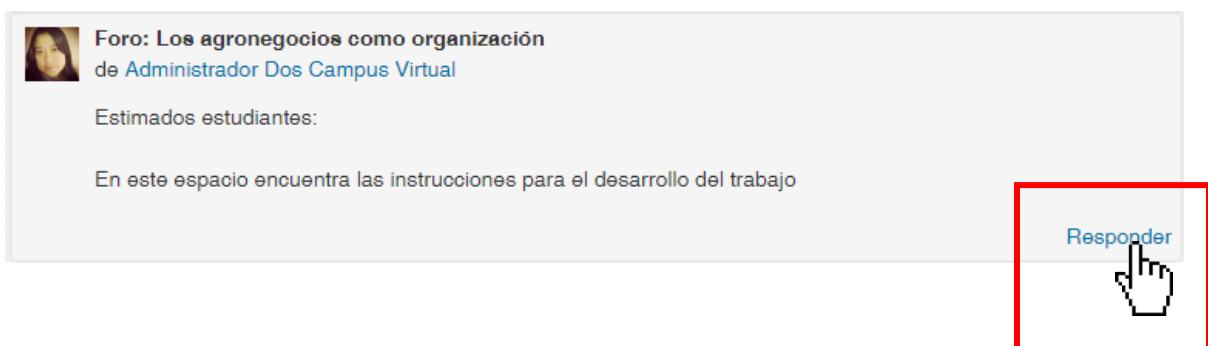 Foro: Los agronegocios como organización
de Administrador Dos Campus Virtual
Estimados estudiantes:
En este espacio encuentra las instrucciones para el desarrollo del trabajo
Responder